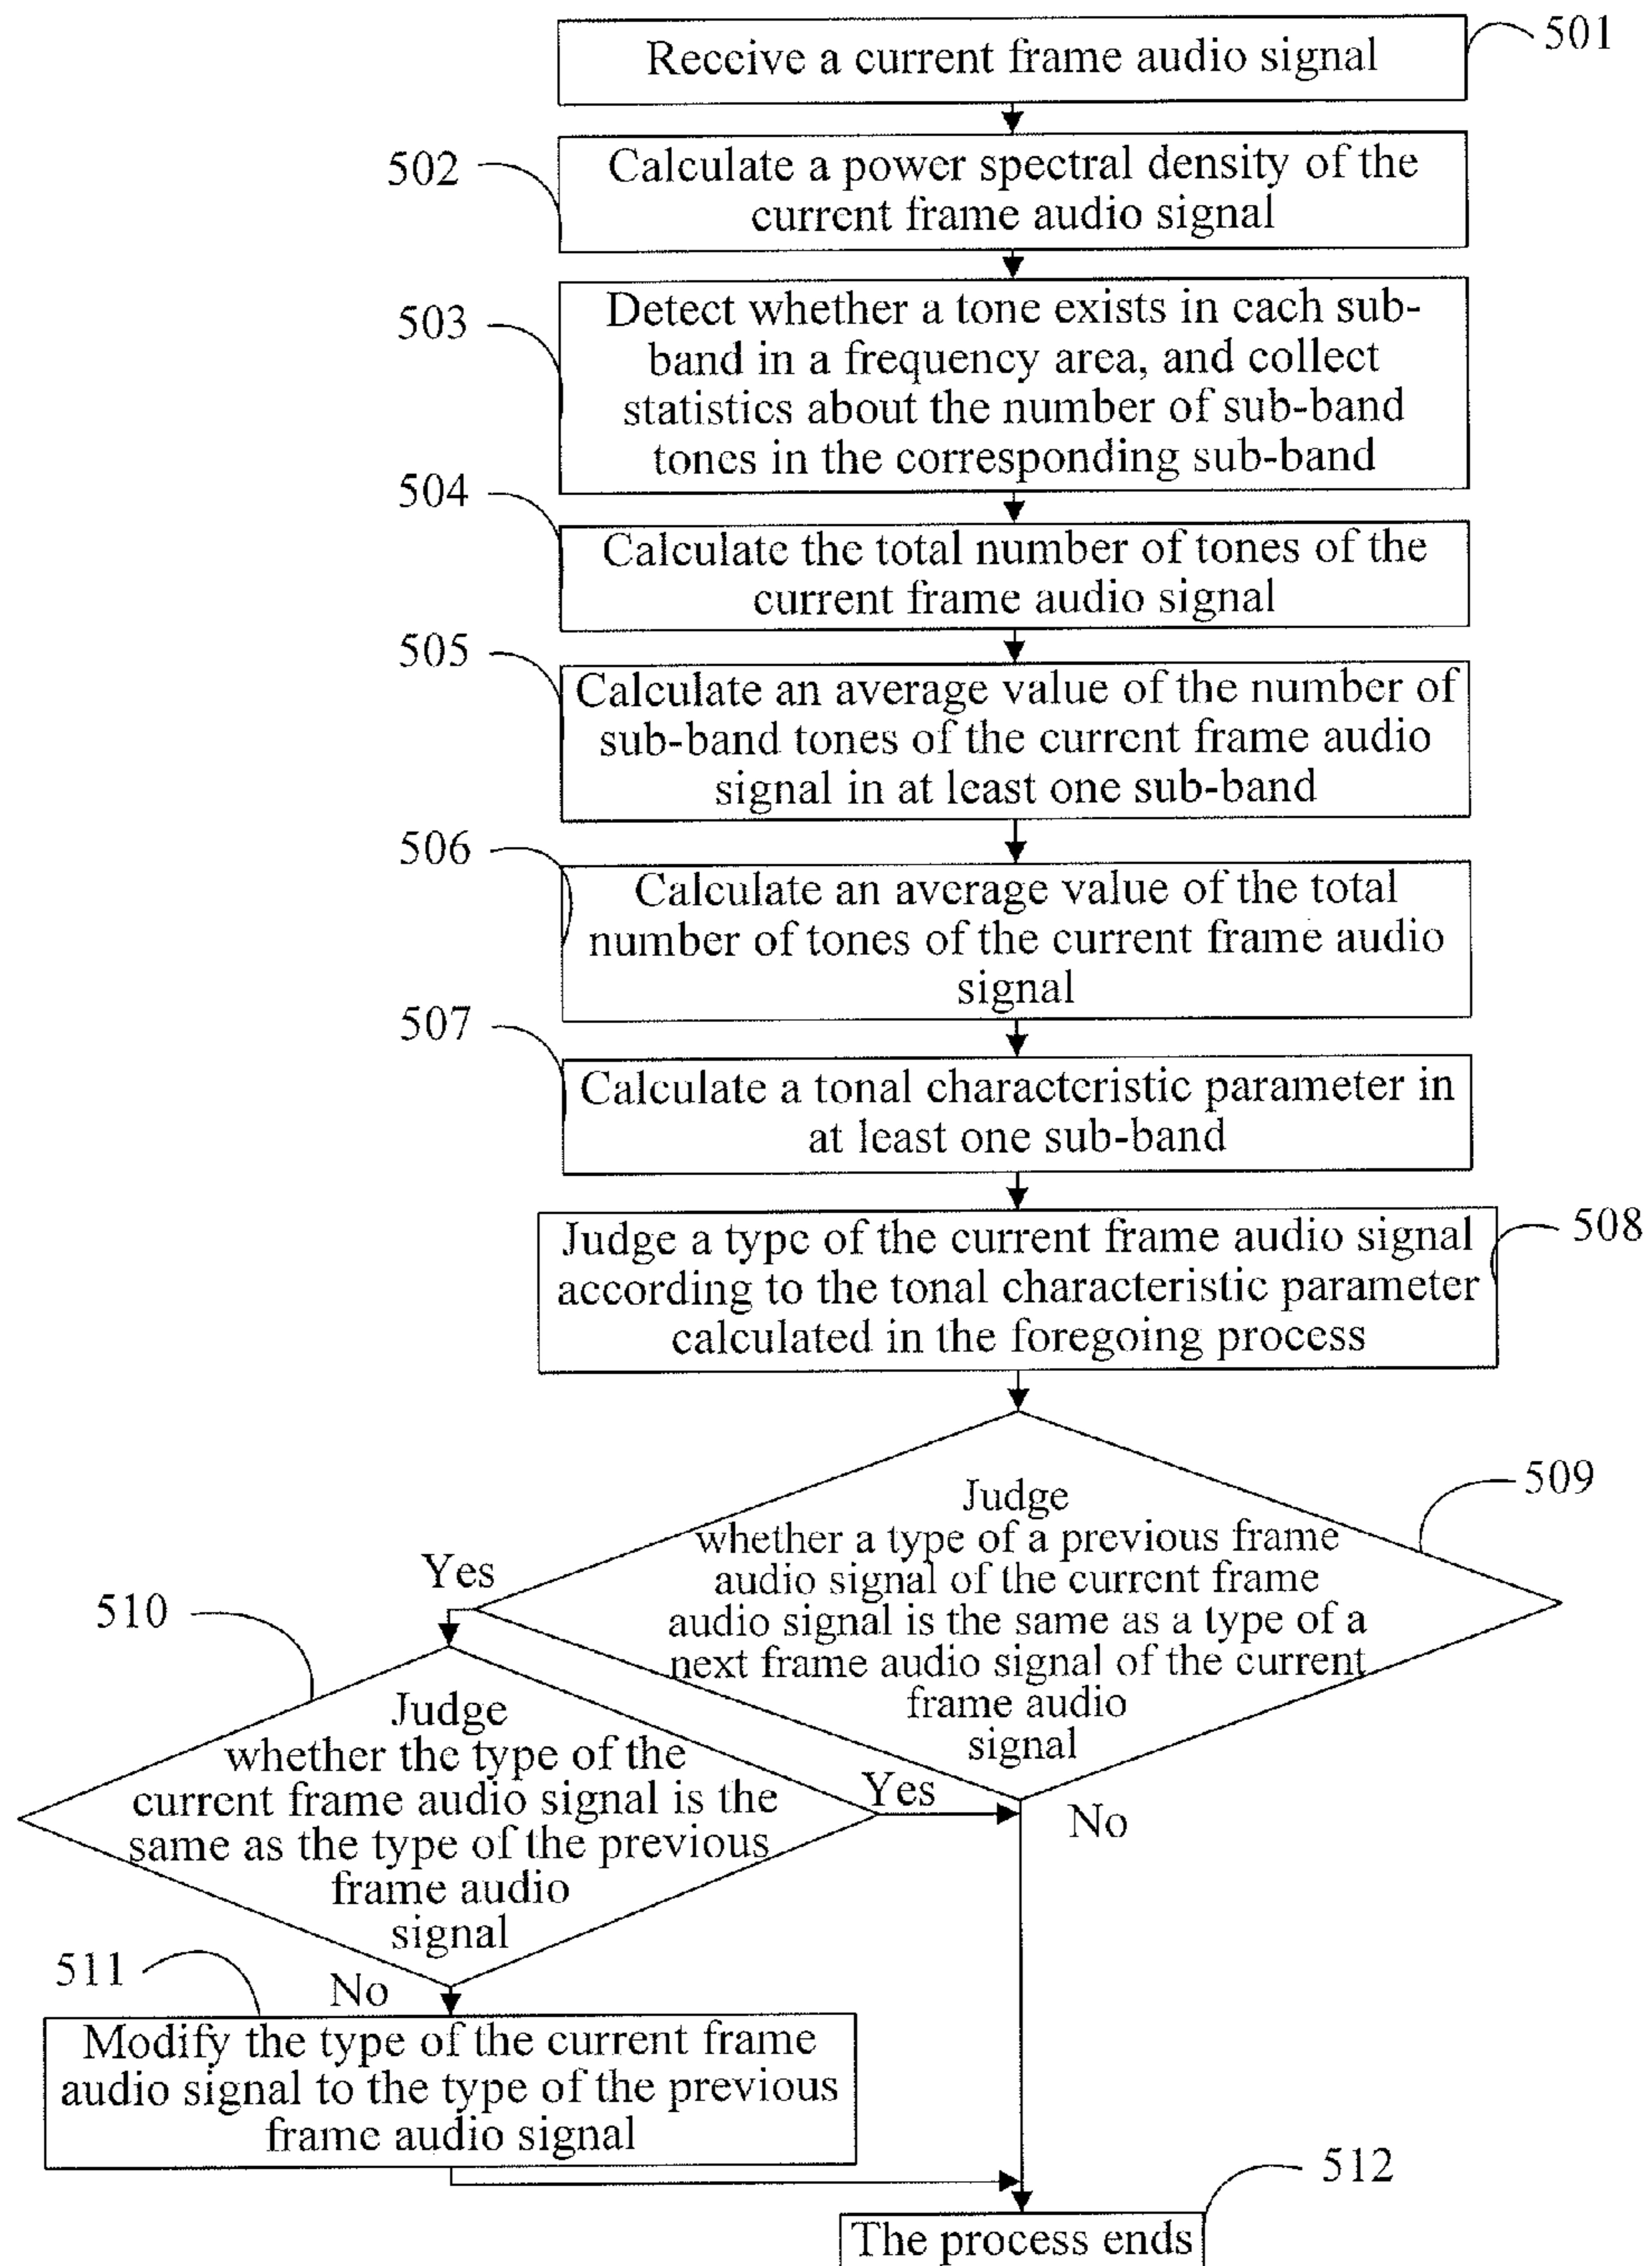 Receive a current frame audio signal
501
502
Calculate a power spectral density of the
current frame audio signal
503
Detect whether a tone exists in each sub-
band in a frequency area, and collect
statistics about the number of sub-band
tones in the corresponding sub-band
504
Calculate the total number of tones of the
current frame audio signal
505
Calculate an average value of the number of
sub-band tones of the current frame audio
signal in at least one sub-band
506
Calculate an average value of the total
number of tones of the current frame audio
signal
507
Calculate a tonal characteristic parameter in
at least one sub-band
508
Judge a type of the current frame audio signal
according to the tonal characteristic parameter
calculated in the foregoing process
509
Judge
whether a type of a previous frame
audio signal of the current frame
audio signal is the same as a type of a
next frame audio signal of the current
frame audio
signal
Yes
No
510
Judge
whether the type of the
current frame audio signal is the
same as the type of the previous
frame audio
signal
Yes
No
511
Modify the type of the current frame
audio signal to the type of the previous
frame audio signal
512
The process ends